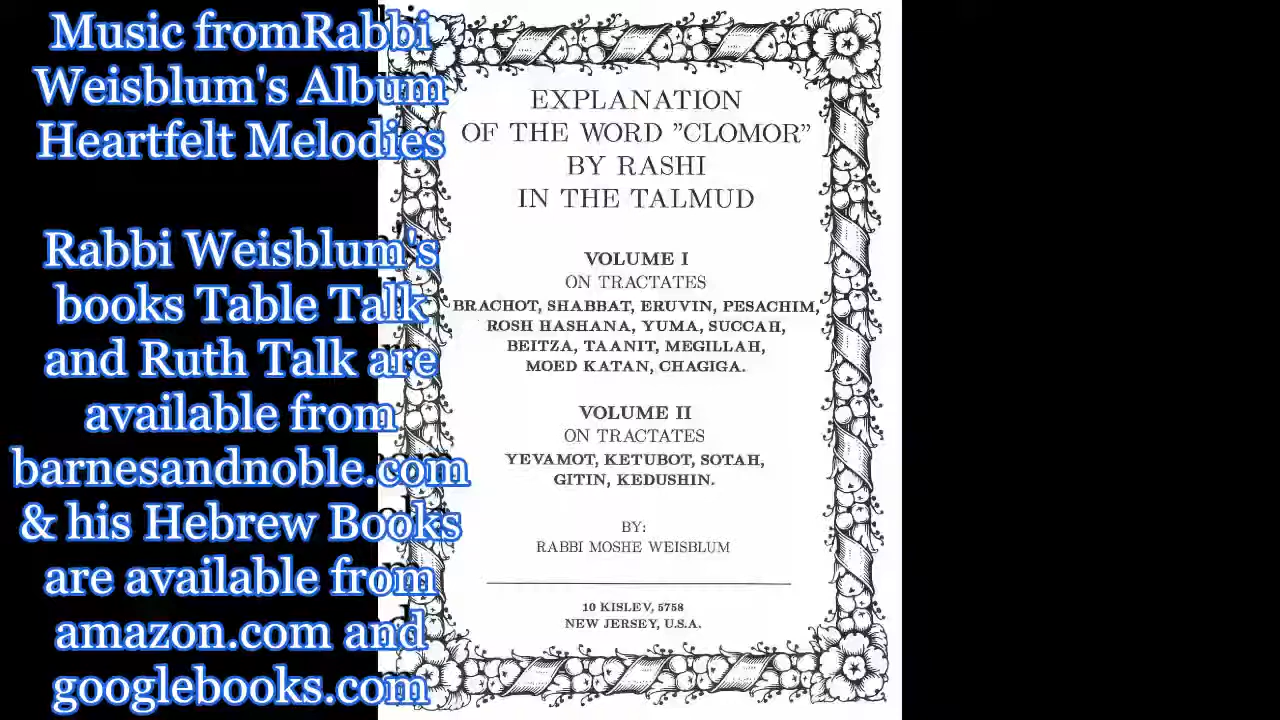 Music fromRabbi
Weisblum's Album
Heartfelt Melodies
Rabbi Weisblum's
books Table Talk
and Ruth Talk are
available from
barnesandnoble.com
& his Hebrew Books
are available from
amazon.com and
googlebooks.com
EXPLANATION
OF THE WORD "CLOMOR"
BY RASHI
IN THE TALMUD
VOLUME I
ON TRACTATES
BRACHOT, SHABBAT, ERUVIN, PESACHIM,
ROSH HASHANA, YUMA, SUCCAH,
BEITZA, TAANIT, MEGILLAH,
MOED KATAN, CHAGIGA.
VOLUME II
ON TRACTATES
YEVAMOT, KETUBOT, SOTAH,
GITIN, KEDUSHIN.
BY:
RABBI MOSHE WEISBLUM
10 KISLEV, 5758
NEW JERSEY, U.S.A.